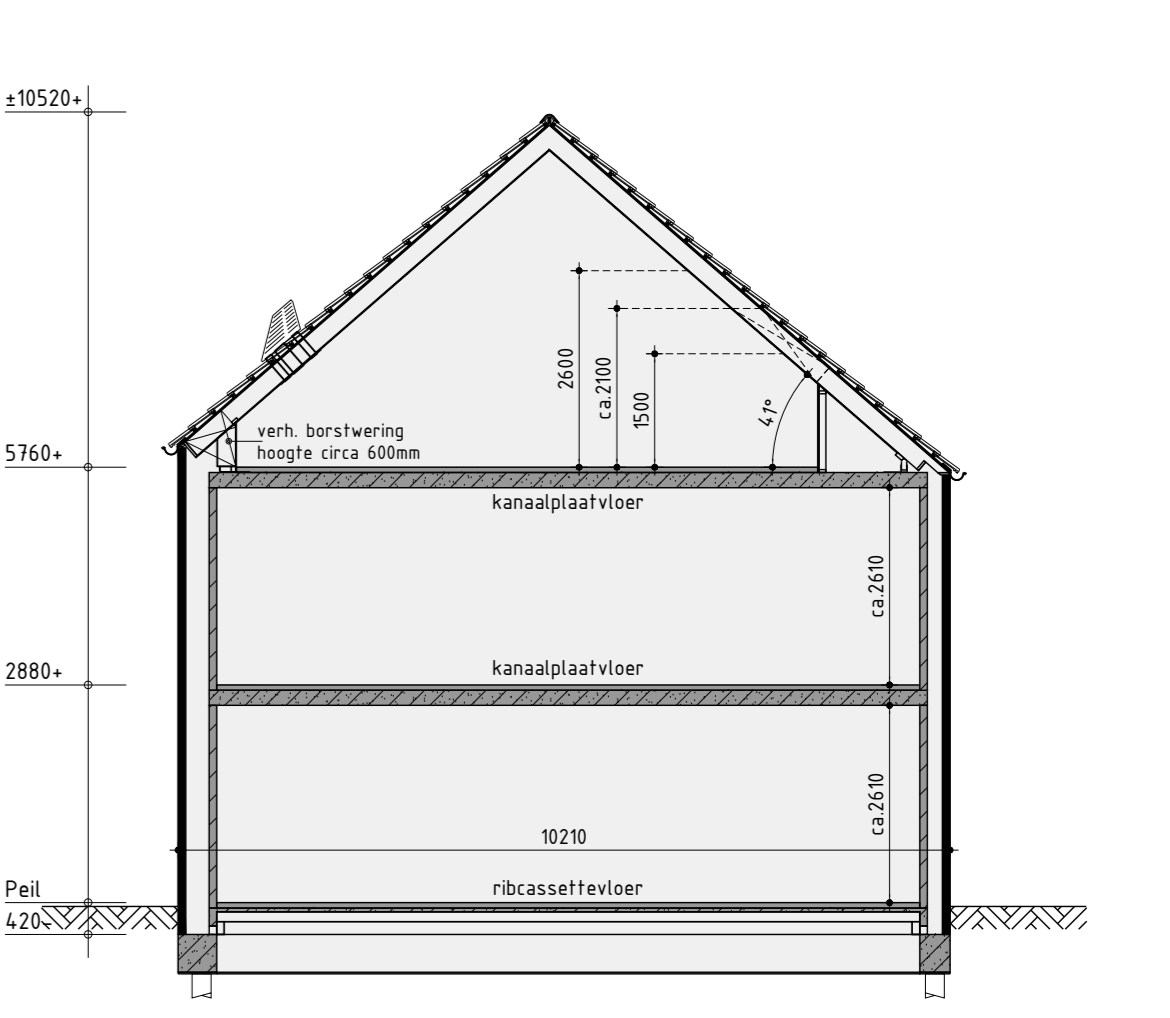 ±10520+
2600
ca.2100
1500
41°
verh. borstwering
hoogte circa 600mm
5760+
kanaalplaatvloer
ca.2610
kanaalplaatvloer
2880+
ca.2610
10210
ribcassettevloer
Peil
420-